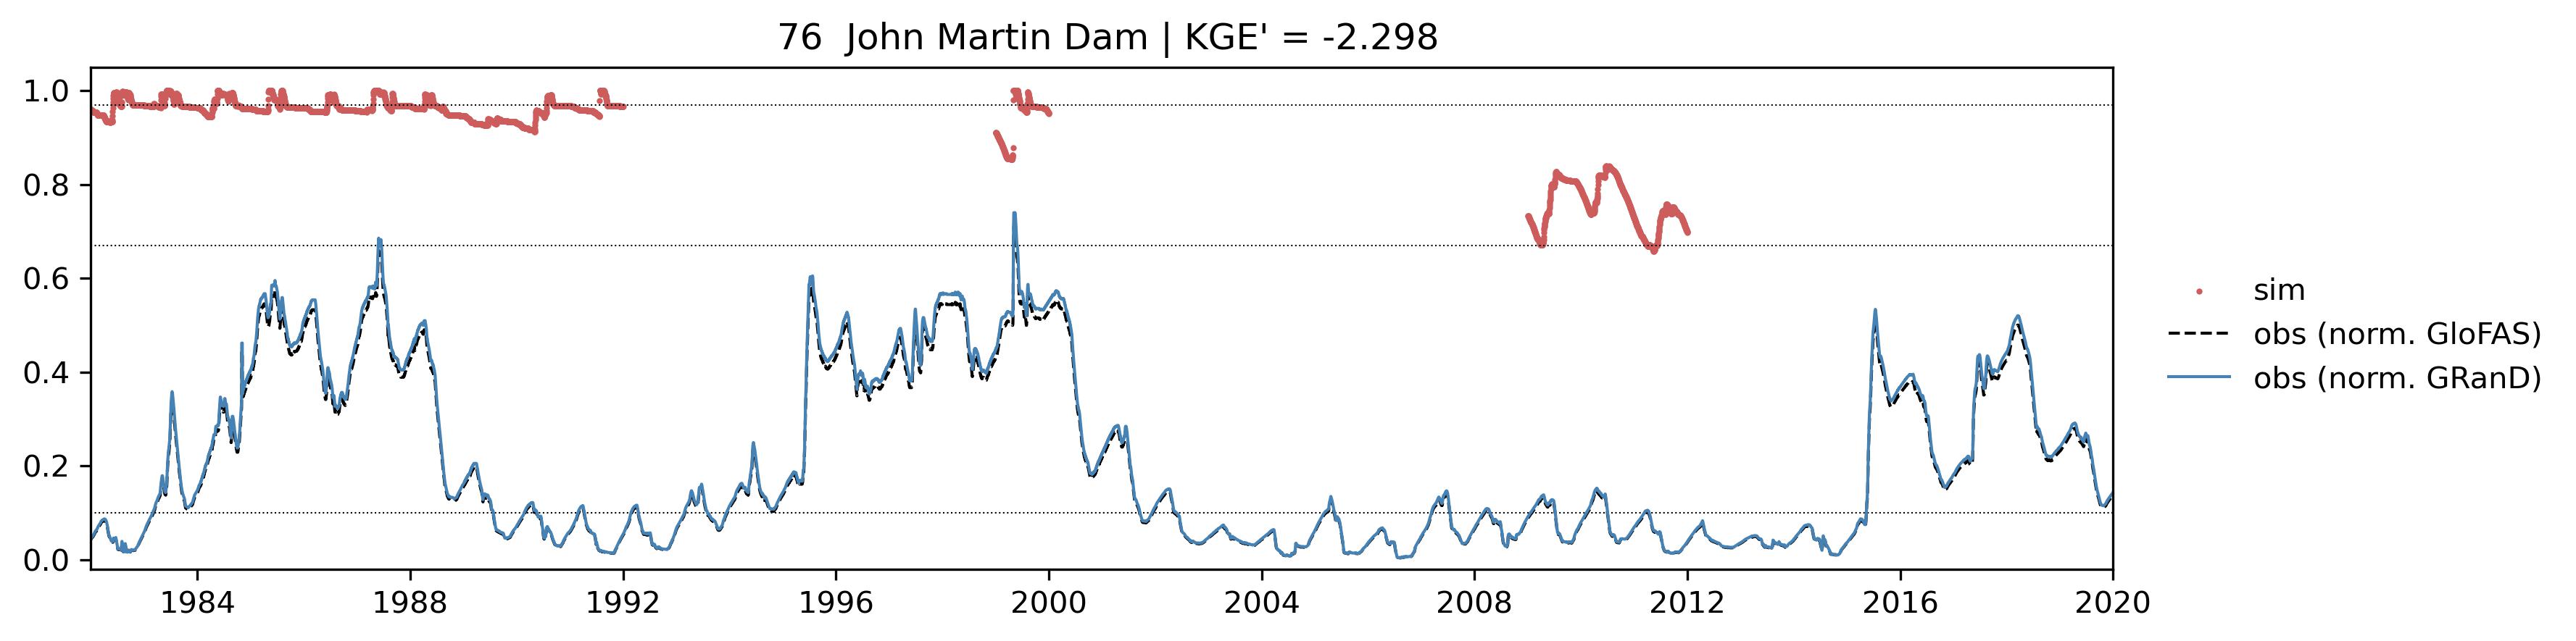 76 John Martin Dam | KGE' = -2.298
1.0
0.8
0.6
0.4
0.2
0.0
1984 1988 1992 1996 2000 2004 2008 2012 2016 2020
sim
obs (norm. GloFAS)
obs (norm. GRanD)